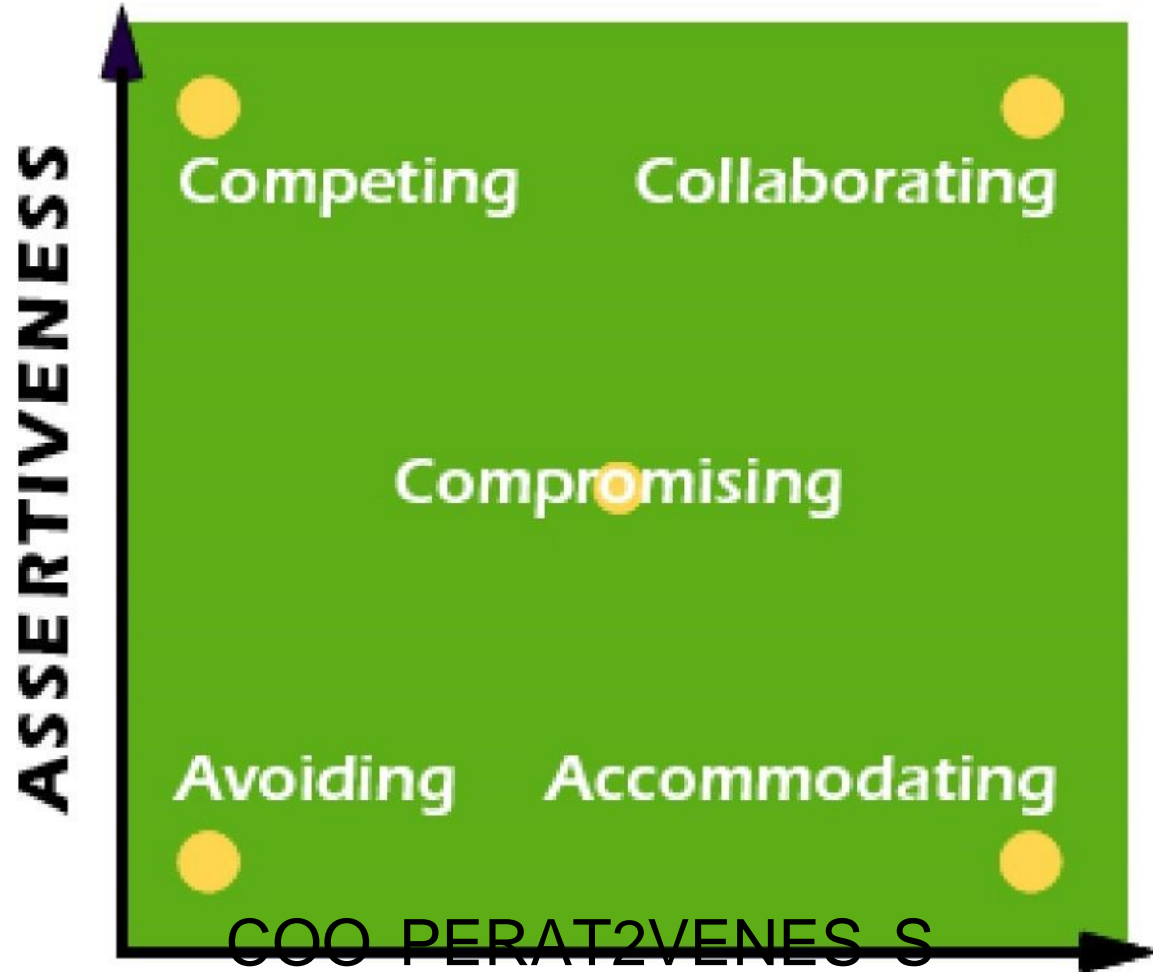 ASSERTIVENESS
Competing Collaborating
Compromising
Avoiding Accommodating
COO PERAT2VENES S